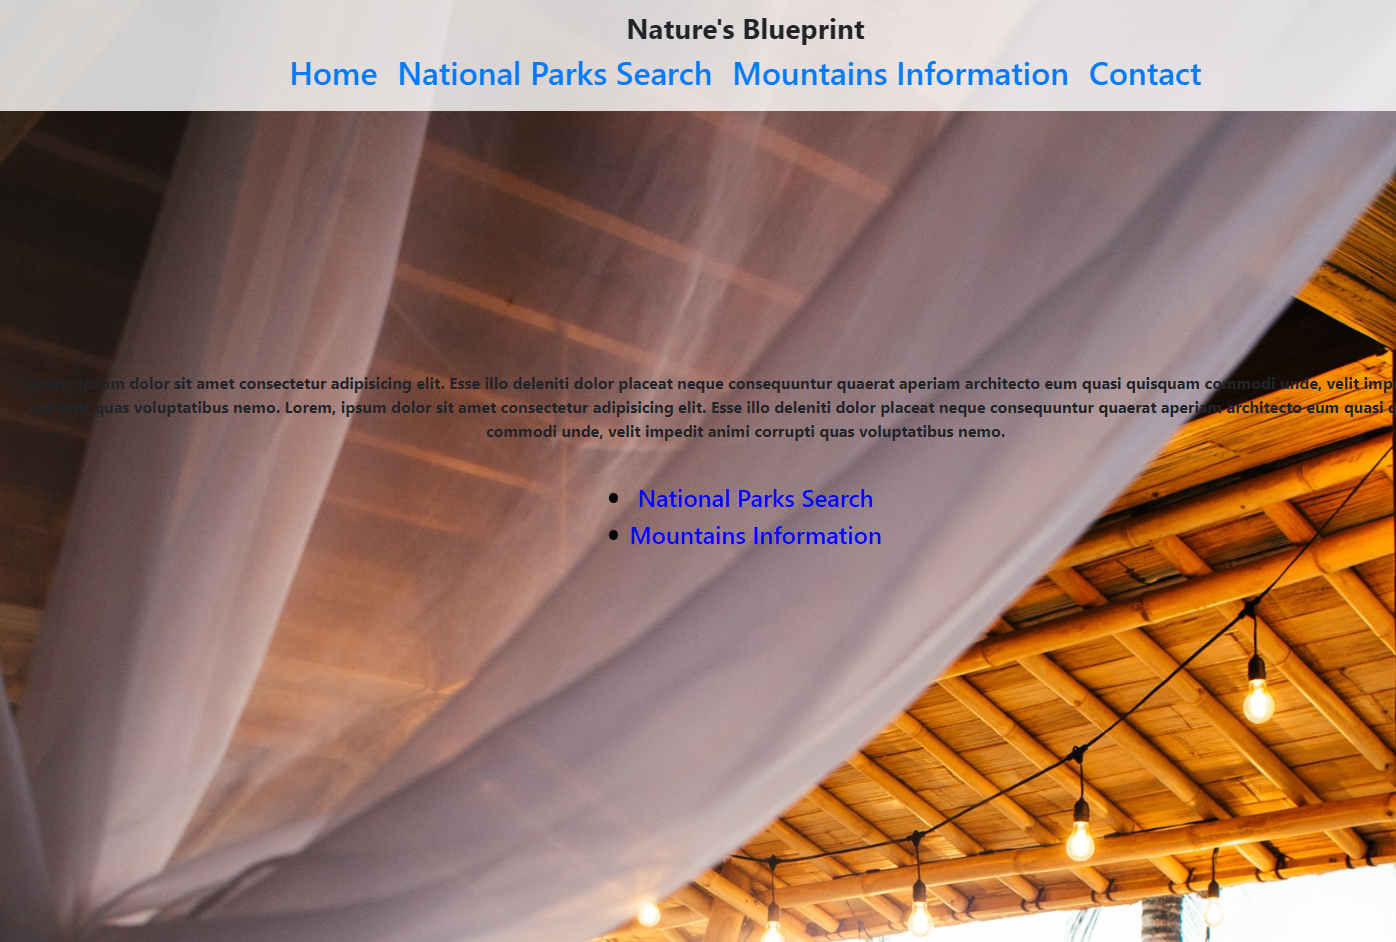 Nature's Blueprint
Home National Parks Search Mountains Information Contact
Lorem, ipsum dolor sit amet consectetur adipisicing elit. Esse illo deleniti dolor placeat neque consequuntur quaerat aperiam architecto eum quasi quisquam commodi unde, velit imp
quas voluptatibus nemo. Lorem, ipsum dolor sit amet consectetur adipisicing elit. Esse illo deleniti dolor placeat neque consequuntur quaerat aperiam architecto eum quasi
commodi unde, velit impedit animi corrupti quas voluptatibus nemo.
• National Parks Search
• Mountains Information